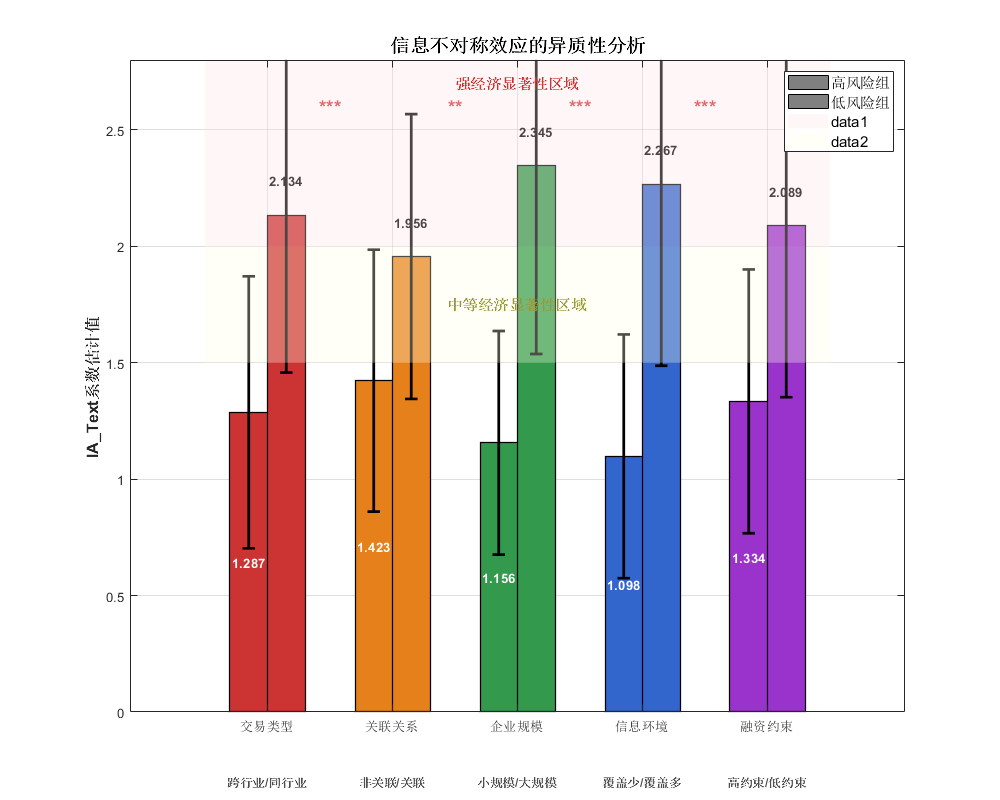 信息不对称效应的异质性分析
强经济显著性区域
高风险组
低风险组
data1
data2
***
**
***
***
2.5
2.345
2.267
2.134
2.089
1.956
2
中等经济显著性区域
1.5
IA_Text系数估计值
1
1.423
1.287
1.334
1.156
1.098
0.5
0
交易类型
关联关系
企业规模
信息环境
融资约束
跨行业/同行业
非关联/关联
小规模/大规模
覆盖少/覆盖多
高约束/低约束